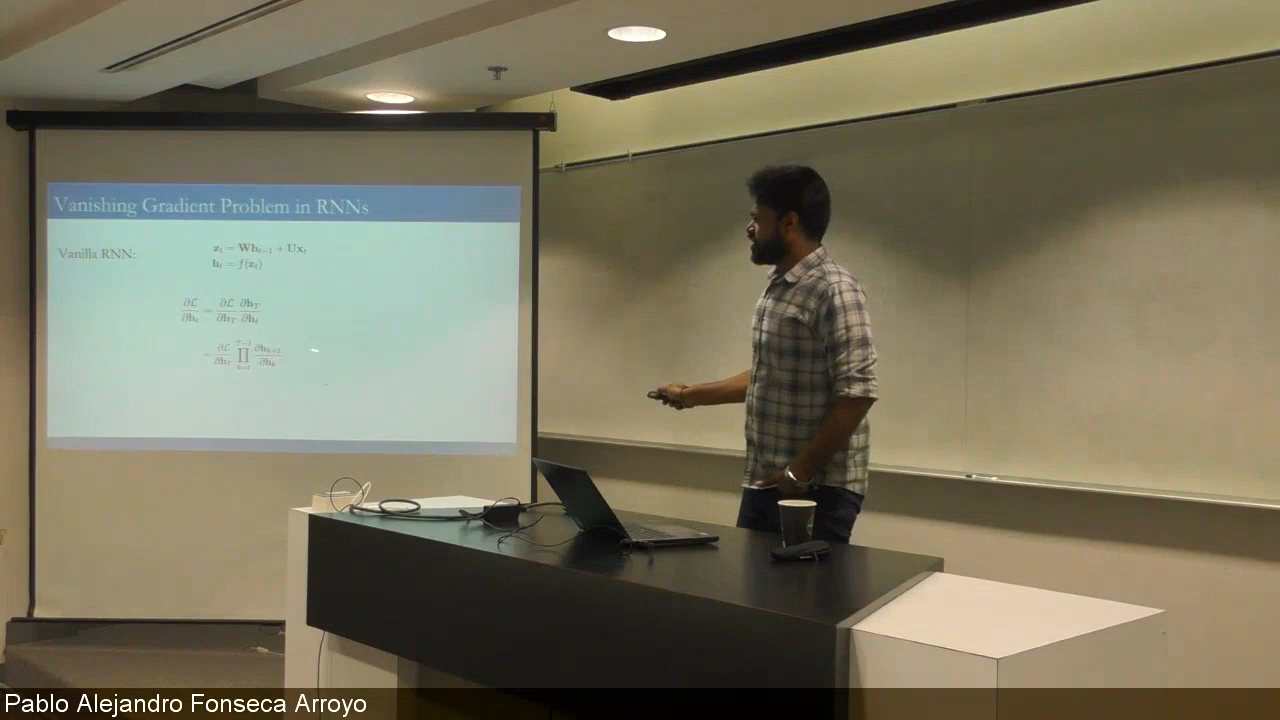 Vanishing Gradient Problem in RNNs
Vanilla RNN:
z_t = Wh_{t-1} + Ux_t
h_t = f(z_t)
∂ℒ/∂h_t = ∂ℒ/∂h_T ∂h_T/∂h_t
= ∂ℒ/∂h_T ∏_{k=t}^{T-1} ∂h_{k+1}/∂h_k
Pablo Alejandro Fonseca Arroyo